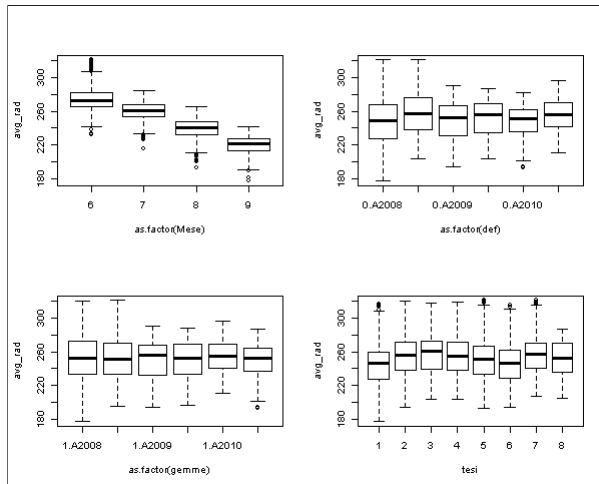 avg_rad
180 220 260 300
6 7 8 9
as.factor(Mese)
avg_rad
180 220 260 300
0.A2008 0.A2009 0.A2010
as.factor(def)
avg_rad
180 220 260 300
1.A2008 1.A2009 1.A2010
as.factor(gemme)
avg_rad
180 220 260 300
1 2 3 4 5 6 7 8
tesi